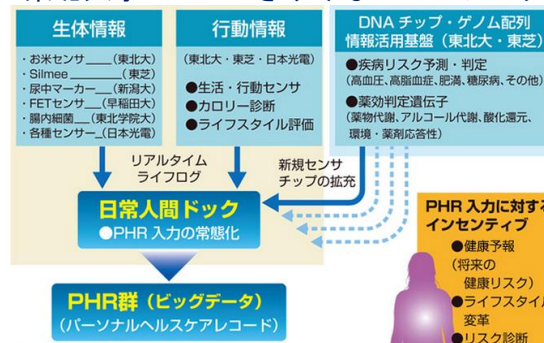 生体情報
・お米センサ____(東北大)
・Silmee________(東芝)
・尿中マーカー__(新潟大)
・FETセンサ__(早稲田大)
・腸内細菌__(東北学院大)
・各種センサー_(日本光電)
行動情報
(東北大・東芝・日本光電)
●生活・行動センサ
●カロリー診断
●ライフスタイル評価
DNAチップ・ゲノム配列
情報活用基盤(東北大・東芝)
●疾病リスク予測・判定
(高血圧、高脂血症、肥満、糖尿病、その他)
●薬効判定遺伝子
(薬物代謝、アルコール代謝、酸化還元、
環境・薬剤応答性)
リアルタイム
ライフログ
新規センサ
チップの拡充
日常人間ドック
●PHR入力の常態化
PHR群(ビッグデータ)
(パーソナルヘルスケアレコード)
PHR入力に対する
インセンティブ
●健康予報
(将来の
健康リスク)
●ライフスタイル
変革
●リスク診断